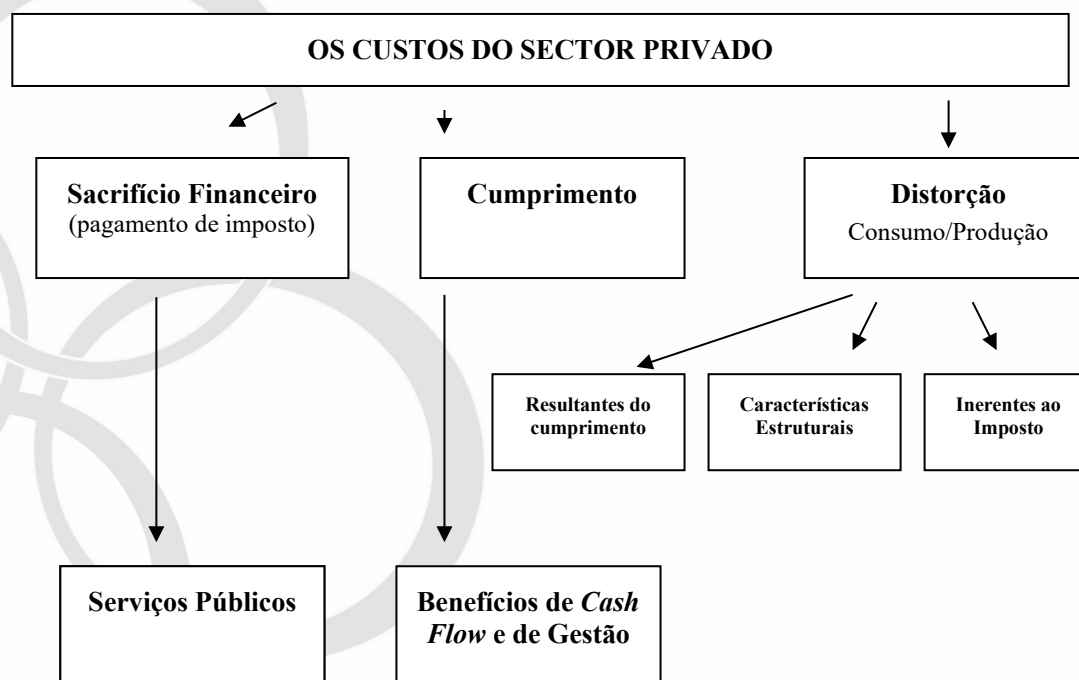 OS CUSTOS DO SECTOR PRIVADO
Sacrifício Financeiro
(pagamento de imposto)
Cumprimento
Distorção
Consumo/Produção
Resultantes do
cumprimento
Características
Estruturais
Inerentes ao
Imposto
Serviços Públicos
Benefícios de Cash
Flow e de Gestão